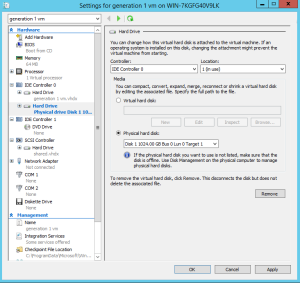 Settings for generation 1 vm on WIN-7KGFG40V9LK
generation 1 vm
Hardware
Add Hardware
BIOS
Boot from CD
Memory
64 MB
Processor
1 Virtual processor
IDE Controller 0
Hard Drive
generation 1 vm.vhdx
Hard Drive
Physical drive Disk 1 10...
IDE Controller 1
DVD Drive
None
SCSI Controller
Hard Drive
shared.vhdx
Network Adapter
Not connected
COM 1
None
COM 2
None
Diskette Drive
None
Management
Name
generation 1 vm
Integration Services
Some services offered
Checkpoint File Location
C:\ProgramData\Microsoft\Win...
Hard Drive
You can change how this virtual hard disk is attached to the virtual machine. If an
operating system is installed on this disk, changing the attachment might prevent the
virtual machine from starting.
Controller:
Location:
IDE Controller 0
1 (in use)
Media
You can compact, convert, expand, merge, reconnect or shrink a virtual hard disk
by editing the associated file. Specify the full path to the file.
Virtual hard disk:
New
Edit
Inspect
Browse...
Physical hard disk:
Disk 1 1024.00 GB Bus 0 Lun 0 Target 1
If the physical hard disk you want to use is not listed, make sure that the
disk is offline. Use Disk Management on the physical computer to manage
physical hard disks.
To remove the virtual hard disk, click Remove. This disconnects the disk but does not
delete the associated file.
Remove
OK
Cancel
Apply